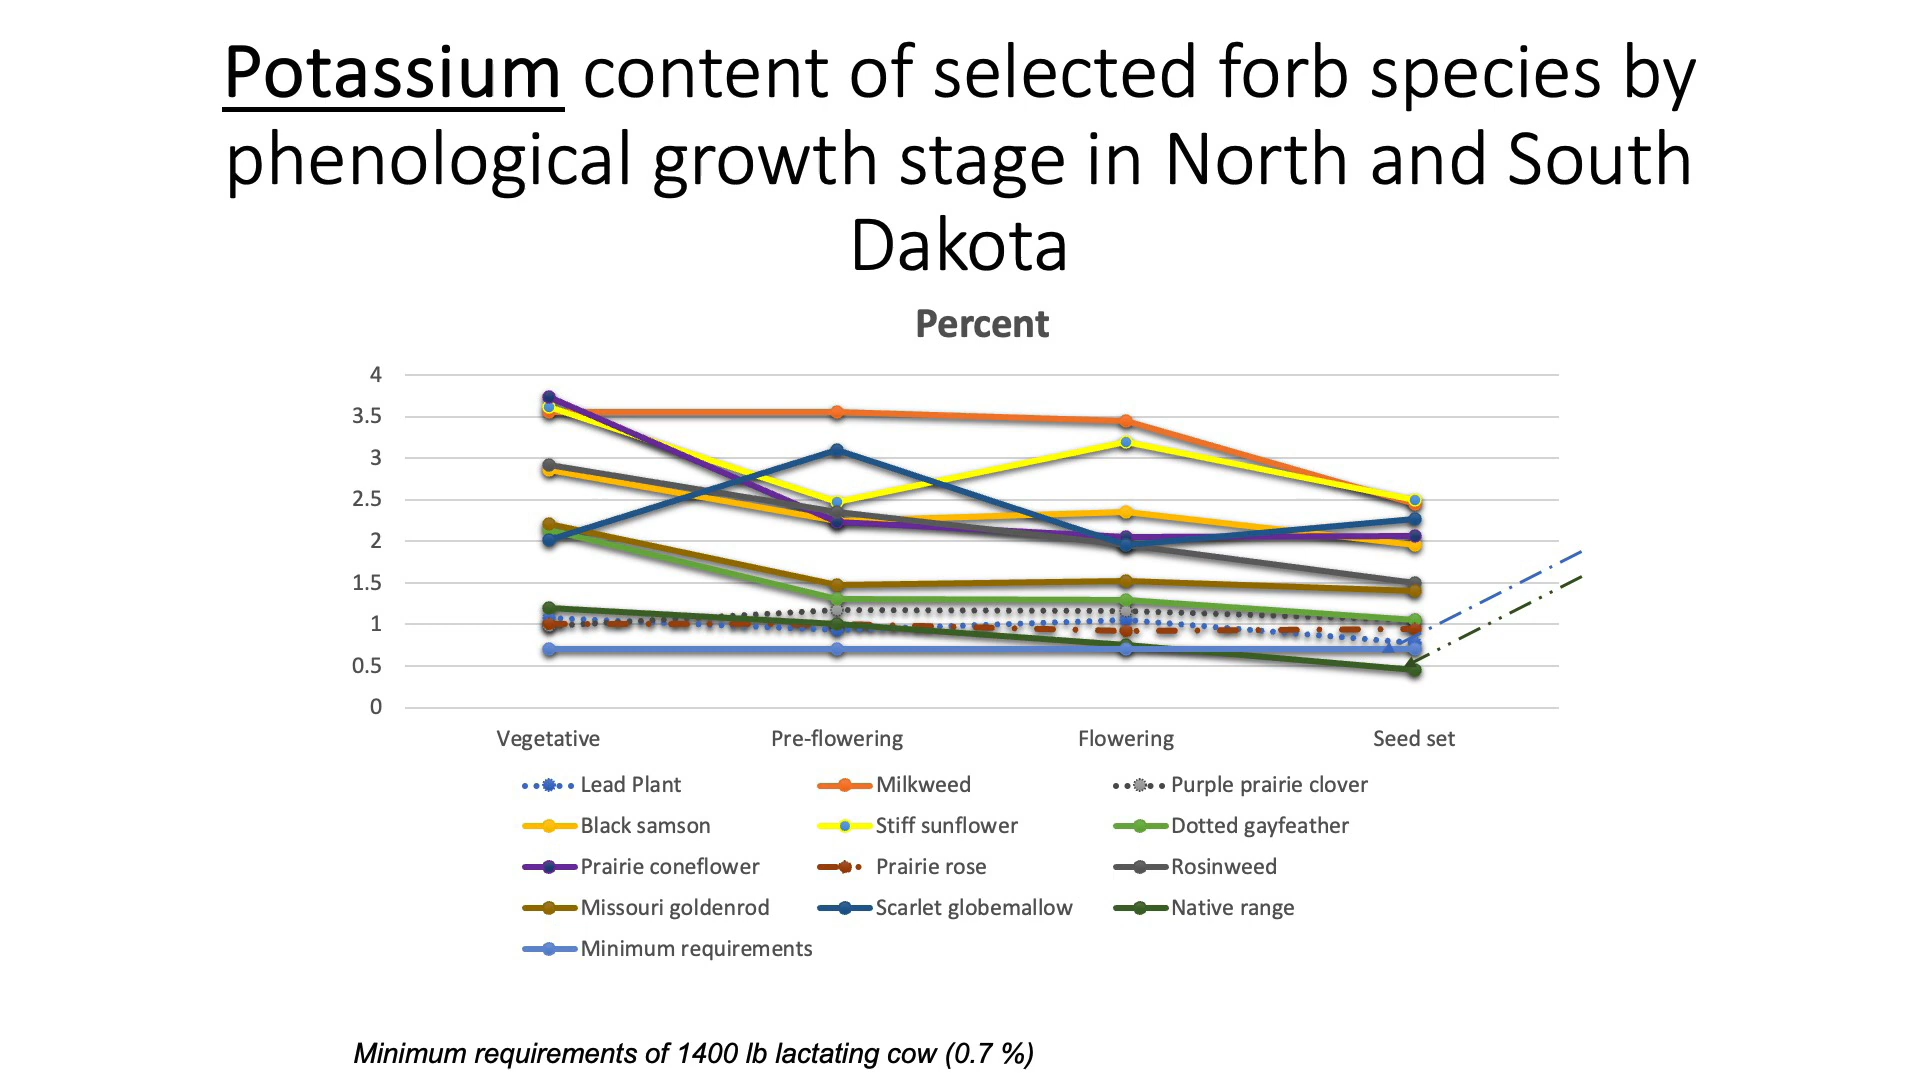 Potassium content of selected forb species by
phenological growth stage in North and South
Dakota
Percent
4
3.5
3
2.5
2
1.5
1
0.5
0
Vegetative Pre-flowering Flowering Seed set
Lead Plant Milkweed Purple prairie clover
Black samson Stiff sunflower Dotted gayfeather
Prairie coneflower Prairie rose Rosinweed
Missouri goldenrod Scarlet globemallow Native range
Minimum requirements
Minimum requirements of 1400 lb lactating cow (0.7 %)